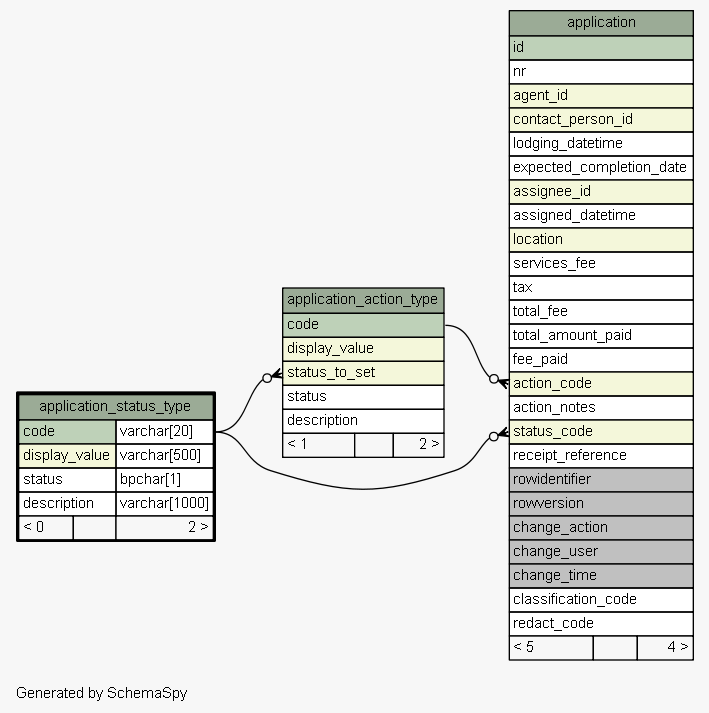 application
id
nr
agent_id
contact_person_id
lodging_datetime
expected_completion_date
assignee_id
assigned_datetime
location
services_fee
tax
total_fee
total_amount_paid
fee_paid
action_code
action_notes
status_code
receipt_reference
rowidentifier
rowversion
change_action
change_user
change_time
classification_code
redact_code
< 5 4 >
application_action_type
code
display_value
status_to_set
status
description
< 1 2 >
application_status_type
code varchar[20]
display_value varchar[500]
status bpchar[1]
description varchar[1000]
< 0 2 >
Generated by SchemaSpy